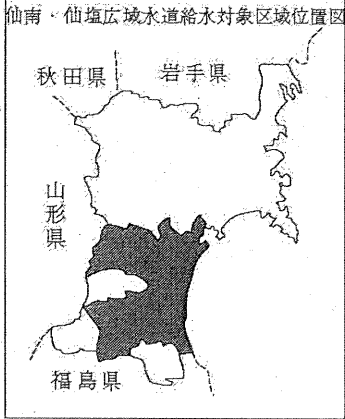 仙南・仙塩広域水道給水対象区域位置図
秋田県
岩手県
山形県
福島県